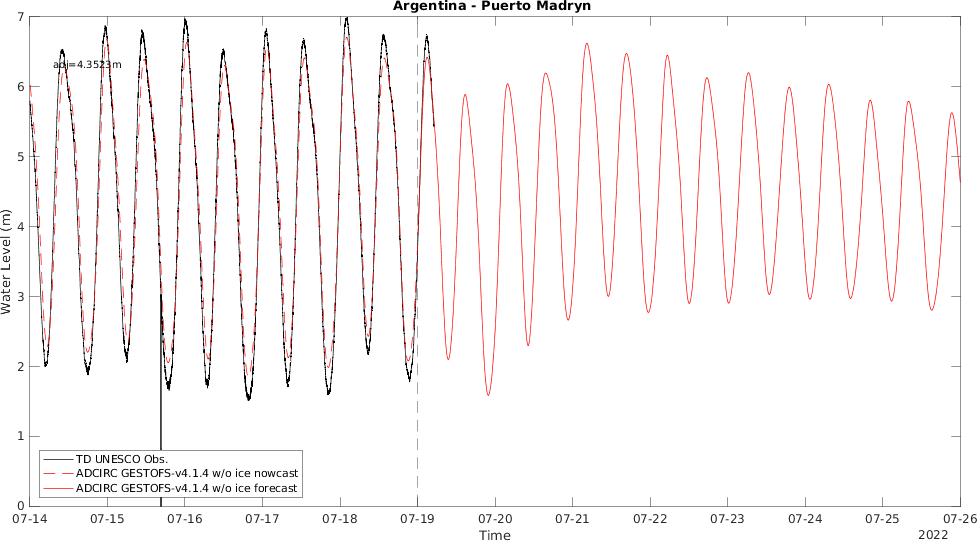 Argentina - Puerto Madryn
adj=4.3523m
7
6
5
4
3
2
1
0
Water Level (m)
TD UNESCO Obs.
ADCIRC GESTOFS-v4.1.4 w/o ice nowcast
ADCIRC GESTOFS-v4.1.4 w/o ice forecast
07-14 07-15 07-16 07-17 07-18 07-19 07-20 07-21 07-22 07-23 07-24 07-25 07-26
Time
2022